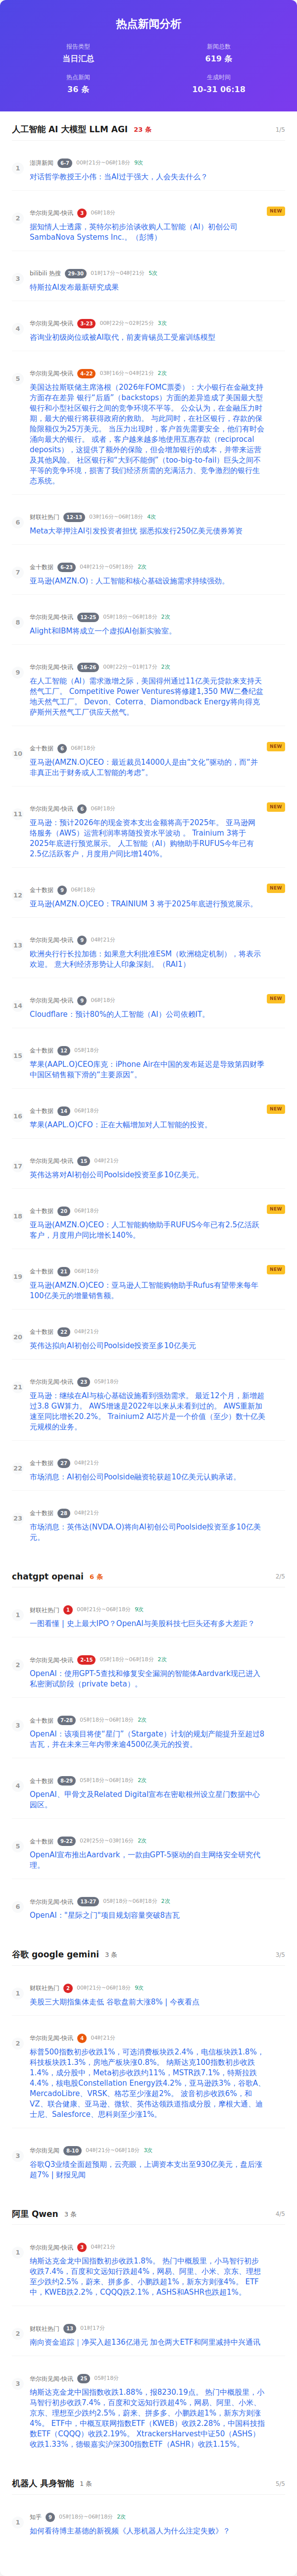 热点新闻分析
报告类型
新闻总数
当日汇总
619 条
热点新闻
生成时间
36 条
10-31 06:18
人工智能 AI 大模型 LLM AGI 23 条 1/5
1
澎湃新闻 6-7 00时21分~06时18分 9次
对话哲学教授王小伟：当AI过于强大，人会失去什么？
2
华尔街见闻-快讯 3 06时18分 NEW
据知情人士透露，英特尔初步洽谈收购人工智能（AI）初创公司
SambaNova Systems Inc.。（彭博）
3
bilibili 热搜 29-30 01时17分~04时21分 5次
特斯拉AI发布最新研究成果
4
华尔街见闻-快讯 3-23 00时22分~02时25分 3次
咨询业初级岗位或被AI取代，前麦肯锡员工受雇训练模型
5
华尔街见闻-快讯 4-22 03时16分~04时21分 2次
美国达拉斯联储主席洛根（2026年FOMC票委）：大小银行在金融支持
方面存在差异 银行“后盾”（backstops）方面的差异造成了美国最大型
银行和小型社区银行之间的竞争环境不平等。 公众认为，在金融压力时
期，最大的银行将获得政府的救助。 与此同时，在社区银行，存款的保
险限额仅为25万美元。 当压力出现时，客户首先需要安全，他们有时会
涌向最大的银行。 或者，客户越来越多地使用互惠存款（reciprocal
deposits），这提供了额外的保险，但会增加银行的成本，并带来运营
及其他风险。 社区银行和“大到不能倒”（too-big-to-fail）巨头之间不
平等的竞争环境，损害了我们经济所需的充满活力、竞争激烈的银行生
态系统。
6
财联社热门 12-13 03时16分~06时18分 4次
Meta大举押注AI引发投资者担忧 据悉拟发行250亿美元债券筹资
7
金十数据 6-23 04时21分~05时18分 2次
亚马逊(AMZN.O)：人工智能和核心基础设施需求持续强劲。
8
华尔街见闻-快讯 12-25 05时18分~06时18分 2次
Alight和IBM将成立一个虚拟AI创新实验室。
9
华尔街见闻-快讯 16-26 00时22分~01时17分 2次
在人工智能（AI）需求激增之际，美国得州通过11亿美元贷款来支持天
然气工厂。 Competitive Power Ventures将修建1,350 MW二叠纪盆
地天然气工厂。 Devon、Coterra、Diamondback Energy将向得克
萨斯州天然气工厂供应天然气。
10
金十数据 6 06时18分 NEW
亚马逊(AMZN.O)CEO：最近裁员14000人是由“文化”驱动的，而“并
非真正出于财务或人工智能的考虑”。
11
华尔街见闻-快讯 6 06时18分 NEW
亚马逊：预计2026年的现金资本支出金额将高于2025年。 亚马逊网
络服务（AWS）运营利润率将随投资水平波动 。 Trainium 3将于
2025年底进行预览展示。 人工智能（AI）购物助手RUFUS今年已有
2.5亿活跃客户，月度用户同比增140%。
12
金十数据 9 06时18分 NEW
亚马逊(AMZN.O)CEO：TRAINIUM 3 将于2025年底进行预览展示。
13
华尔街见闻-快讯 9 04时21分
欧洲央行行长拉加德：如果意大利批准ESM（欧洲稳定机制），将表示
欢迎。 意大利经济形势让人印象深刻。（RAI1）
14
华尔街见闻-快讯 9 06时18分 NEW
Cloudflare：预计80%的人工智能（AI）公司依赖IT。
15
金十数据 12 05时18分
苹果(AAPL.O)CEO库克：iPhone Air在中国的发布延迟是导致第四财季
中国区销售额下滑的“主要原因”。
16
金十数据 14 06时18分 NEW
苹果(AAPL.O)CFO：正在大幅增加对人工智能的投资。
17
华尔街见闻-快讯 15 04时21分
英伟达将对AI初创公司Poolside投资至多10亿美元。
18
金十数据 20 06时18分 NEW
亚马逊(AMZN.O)CEO：人工智能购物助手RUFUS今年已有2.5亿活跃
客户，月度用户同比增长140%。
19
金十数据 21 06时18分 NEW
亚马逊(AMZN.O)CEO：亚马逊人工智能购物助手Rufus有望带来每年
100亿美元的增量销售额。
20
金十数据 22 04时21分
英伟达拟向AI初创公司Poolside投资至多10亿美元
21
华尔街见闻-快讯 23 05时18分
亚马逊：继续在AI与核心基础设施看到强劲需求。 最近12个月，新增超
过3.8 GW算力。 AWS增速是2022年以来从未看到过的。 AWS重新加
速至同比增长20.2%。 Trainium2 AI芯片是一个价值（至少）数十亿美
元规模的业务。
22
金十数据 27 04时21分
市场消息：AI初创公司Poolside融资轮获超10亿美元认购承诺。
23
金十数据 28 04时21分
市场消息：英伟达(NVDA.O)将向AI初创公司Poolside投资至多10亿美
元。
chatgpt openai 6 条 2/5
1
财联社热门 1 00时21分~06时18分 9次
一图看懂 | 史上最大IPO？OpenAI与美股科技七巨头还有多大差距？
2
华尔街见闻-快讯 2-15 05时18分~06时18分 2次
OpenAI：使用GPT-5查找和修复安全漏洞的智能体Aardvark现已进入
私密测试阶段（private beta）。
3
金十数据 7-28 05时18分~06时18分 2次
OpenAI：该项目将使“星门”（Stargate）计划的规划产能提升至超过8
吉瓦，并在未来三年内带来逾4500亿美元的投资。
4
金十数据 8-29 05时18分~06时18分 2次
OpenAI、甲骨文及Related Digital宣布在密歇根州设立星门数据中心
园区。
5
金十数据 9-22 02时25分~03时16分 2次
OpenAI宣布推出Aardvark，一款由GPT-5驱动的自主网络安全研究代
理。
6
华尔街见闻-快讯 13-27 05时18分~06时18分 2次
OpenAI："星际之门"项目规划容量突破8吉瓦
谷歌 google gemini 3 条 3/5
1
财联社热门 2 00时21分~06时18分 9次
美股三大期指集体走低 谷歌盘前大涨8% | 今夜看点
2
华尔街见闻-快讯 4 04时21分
标普500指数初步收跌1%，可选消费板块跌2.4%，电信板块跌1.8%，
科技板块跌1.3%，房地产板块涨0.8%。 纳斯达克100指数初步收跌
1.4%，成分股中，Meta初步收跌约11%，MSTR跌7.1%，特斯拉跌
4.4%，核电股Constellation Energy跌4.2%，亚马逊跌3%，谷歌A、
MercadoLibre、VRSK、格芯至少涨超2%。 波音初步收跌6%，和
VZ、联合健康、亚马逊、微软、英伟达领跌道指成分股，摩根大通、迪
士尼、Salesforce、思科则至少涨1%。
3
华尔街见闻 8-10 04时21分~06时18分 3次
谷歌Q3业绩全面超预期，云亮眼，上调资本支出至930亿美元，盘后涨
超7% | 财报见闻
阿里 Qwen 3 条 4/5
1
华尔街见闻-快讯 3 04时21分
纳斯达克金龙中国指数初步收跌1.8%。 热门中概股里，小马智行初步
收跌7.4%，百度和文远知行跌超4%，网易、阿里、小米、京东、理想
至少跌约2.5%，蔚来、拼多多、小鹏跌超1%，新东方则涨4%。 ETF
中，KWEB跌2.2%，CQQQ跌2.1%，ASHS和ASHR也跌超1%。
2
财联社热门 13 01时17分
南向资金追踪｜净买入超136亿港元 加仓两大ETF和阿里减持中兴通讯
3
华尔街见闻-快讯 25 05时18分
纳斯达克金龙中国指数收跌1.88%，报8230.19点。 热门中概股里，小
马智行初步收跌7.4%，百度和文远知行跌超4%，网易、阿里、小米、
京东、理想至少跌约2.5%，蔚来、拼多多、小鹏跌超1%，新东方则涨
4%。 ETF中，中概互联网指数ETF（KWEB）收跌2.28%，中国科技指
数ETF（CQQQ）收跌2.19%。 XtrackersHarvest中证50（ASHS）
收跌1.33%，德银嘉实沪深300指数ETF（ASHR）收跌1.15%。
机器人 具身智能 1 条 5/5
1
知乎 9 05时18分~06时18分 2次
如何看待博主基德的新视频《人形机器人为什么注定失败》？